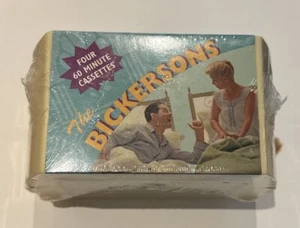 FOUR
60 MINUTE
CASSETTES
The
BICKERSONS